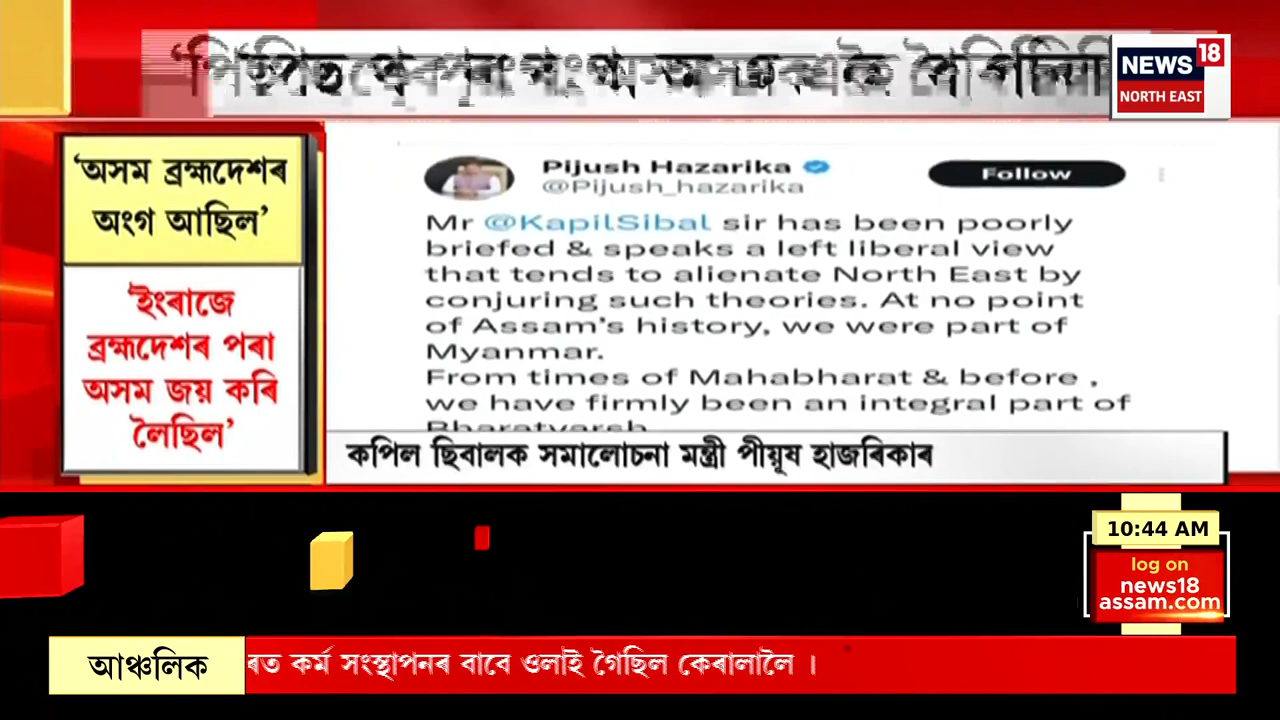 NEWS 18
NORTH EAST
‘অসম ব্ৰহ্মদেশৰ
অংগ আছিল’
‘ইংৰাজে
ব্ৰহ্মদেশৰ পৰা
অসম জয় কৰি
লৈছিল’
Pijush Hazarika
@Pijush_hazarika
Follow
Mr @KapilSibal sir has been poorly
briefed & speaks a left liberal view
that tends to alienate North East by
conjuring such theories. At no point
of Assam's history, we were part of
Myanmar.
From times of Mahabharat & before ,
we have firmly been an integral part of
Bharatvarsh
কপিল ছিবালক সমালোচনা মন্ত্ৰী পীয়ূষ হাজৰিকাৰ
10:44 AM
log on
news18
assam.com
আঞ্চলিক
ৰত কৰ্ম সংস্থাপনৰ বাবে ওলাই গৈছিল কেৰালালৈ ।